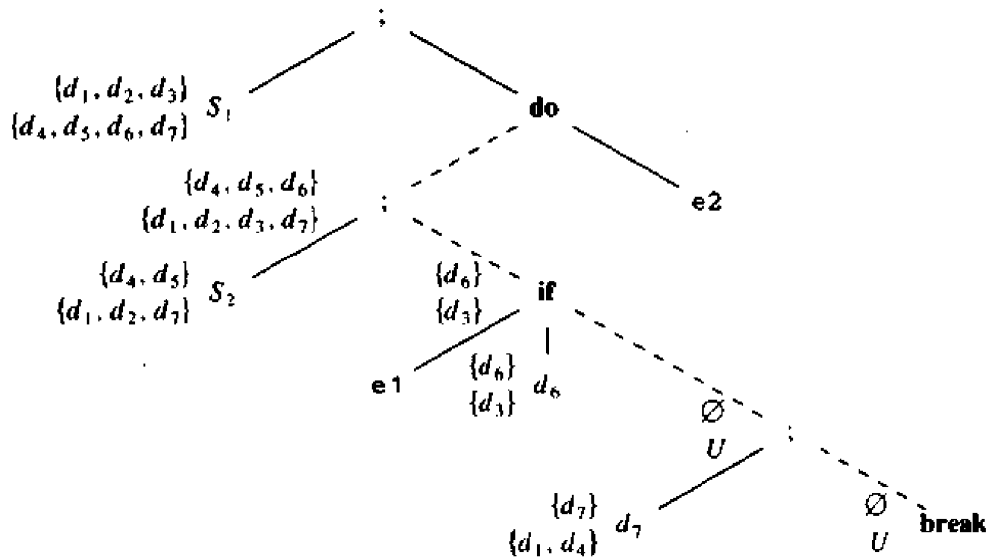 ;
{d₁, d₂, d₃}
{d₄, d₅, d₆, d₇} S₁
do
{d₄, d₅, d₆}
{d₁, d₂, d₃, d₇} ;
e2
{d₄, d₅}
{d₁, d₂, d₇} S₂
{d₆}
{d₃}
if
e1
{d₆}
{d₃} d₆
∅
U
;
{d₇}
{d₁, d₄} d₇
∅
U
break